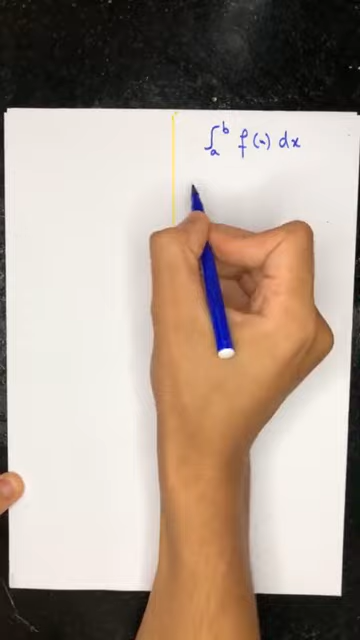 ∫ₐᵇ f(x) dx